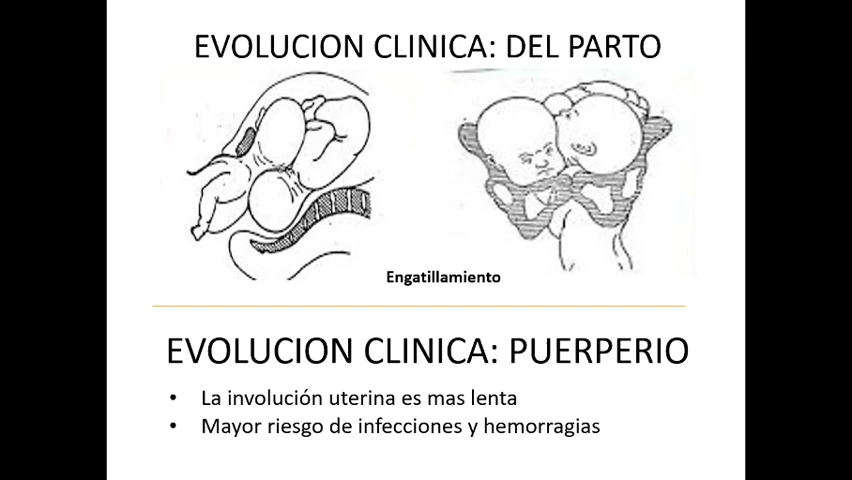 EVOLUCION CLINICA: DEL PARTO
Engatillamiento
EVOLUCION CLINICA: PUERPERIO
• La involución uterina es mas lenta
• Mayor riesgo de infecciones y hemorragias